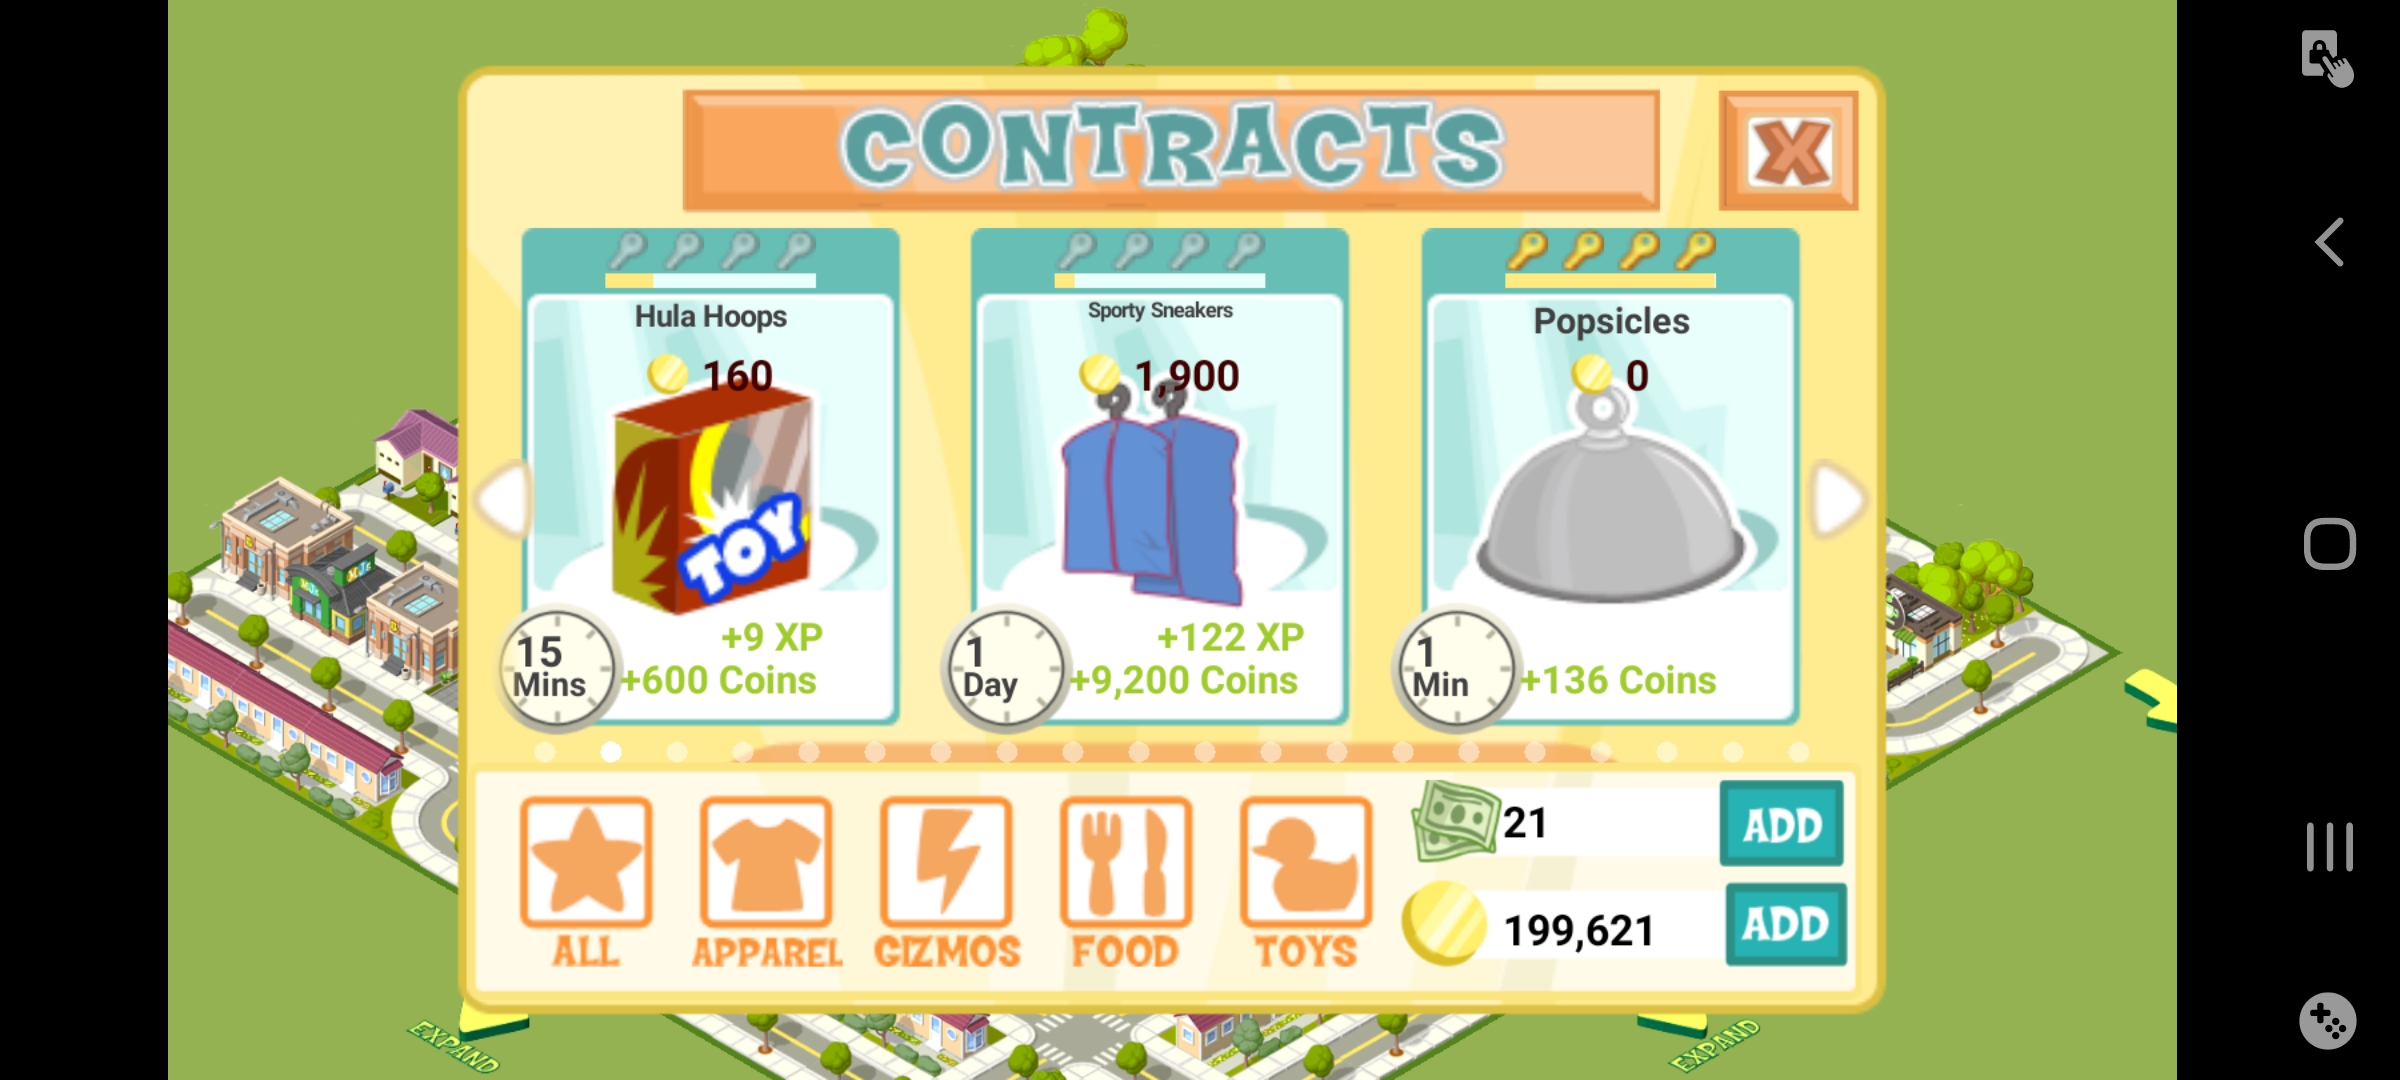 CONTRACTS
X
Hula Hoops
160
TOY
15
Mins
+9 XP
+600 Coins
Sporty Sneakers
1,900
1
Day
+122 XP
+9,200 Coins
Popsicles
0
1
Min
+136 Coins
ALL
APPAREL
GIZMOS
FOOD
TOYS
21
ADD
199,621
ADD
EXPAND
EXPAND